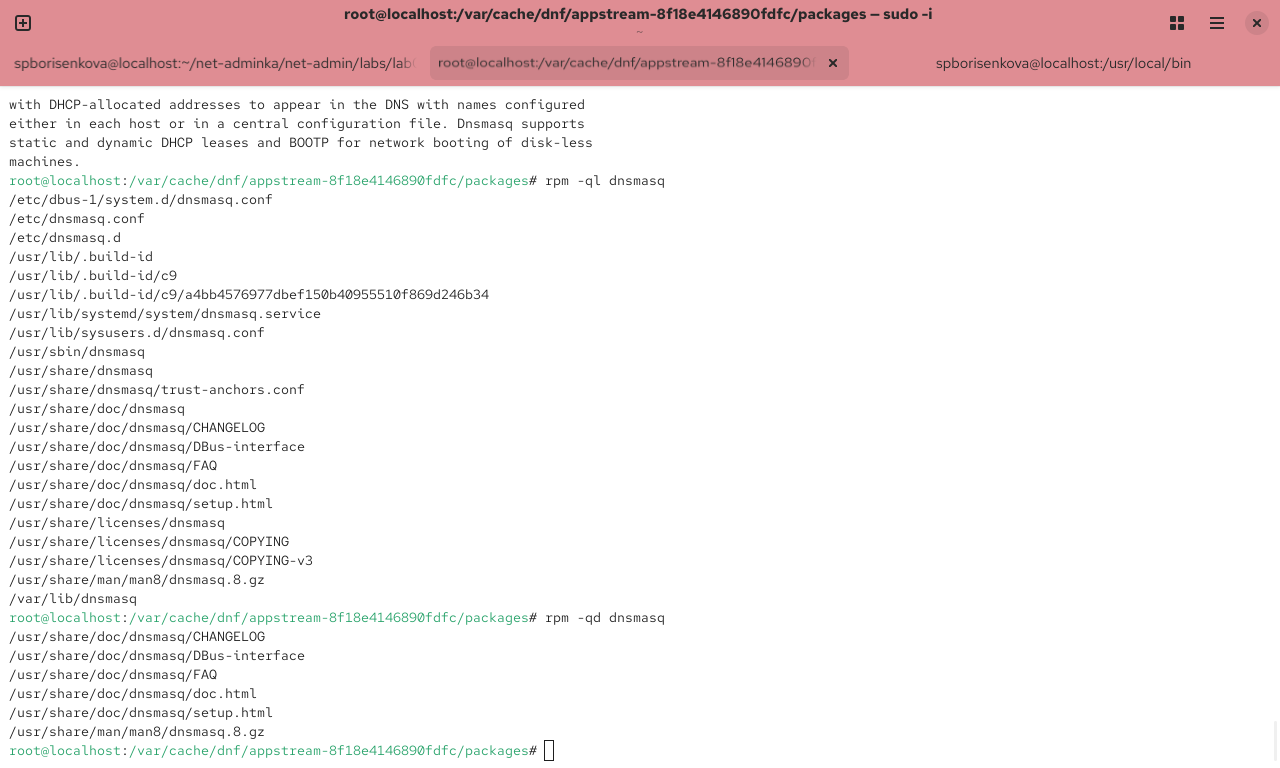 root@localhost:/var/cache/dnf/appstream-8f18e4146890fdfc/packages — sudo -i
~
spborisenkova@localhost:~/net-adminka/net-admin/labs/lab
root@localhost:/var/cache/dnf/appstream-8f18e4146890f
spborisenkova@localhost:/usr/local/bin
with DHCP-allocated addresses to appear in the DNS with names configured
either in each host or in a central configuration file. Dnsmasq supports
static and dynamic DHCP leases and BOOTP for network booting of disk-less
machines.
root@localhost:/var/cache/dnf/appstream-8f18e4146890fdfc/packages# rpm -ql dnsmasq
/etc/dbus-1/system.d/dnsmasq.conf
/etc/dnsmasq.conf
/etc/dnsmasq.d
/usr/lib/.build-id
/usr/lib/.build-id/c9
/usr/lib/.build-id/c9/a4bb4576977dbef150b40955510f869d246b34
/usr/lib/systemd/system/dnsmasq.service
/usr/lib/sysusers.d/dnsmasq.conf
/usr/sbin/dnsmasq
/usr/share/dnsmasq
/usr/share/dnsmasq/trust-anchors.conf
/usr/share/doc/dnsmasq
/usr/share/doc/dnsmasq/CHANGELOG
/usr/share/doc/dnsmasq/DBus-interface
/usr/share/doc/dnsmasq/FAQ
/usr/share/doc/dnsmasq/doc.html
/usr/share/doc/dnsmasq/setup.html
/usr/share/licenses/dnsmasq
/usr/share/licenses/dnsmasq/COPYING
/usr/share/licenses/dnsmasq/COPYING-v3
/usr/share/man/man8/dnsmasq.8.gz
/var/lib/dnsmasq
root@localhost:/var/cache/dnf/appstream-8f18e4146890fdfc/packages# rpm -qd dnsmasq
/usr/share/doc/dnsmasq/CHANGELOG
/usr/share/doc/dnsmasq/DBus-interface
/usr/share/doc/dnsmasq/FAQ
/usr/share/doc/dnsmasq/doc.html
/usr/share/doc/dnsmasq/setup.html
/usr/share/man/man8/dnsmasq.8.gz
root@localhost:/var/cache/dnf/appstream-8f18e4146890fdfc/packages#